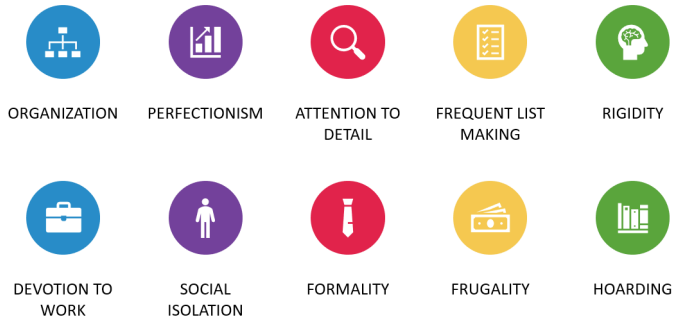 ORGANIZATION
PERFECTIONISM
ATTENTION TO
DETAIL
FREQUENT LIST
MAKING
RIGIDITY
DEVOTION TO
WORK
SOCIAL
ISOLATION
FORMALITY
FRUGALITY
HOARDING